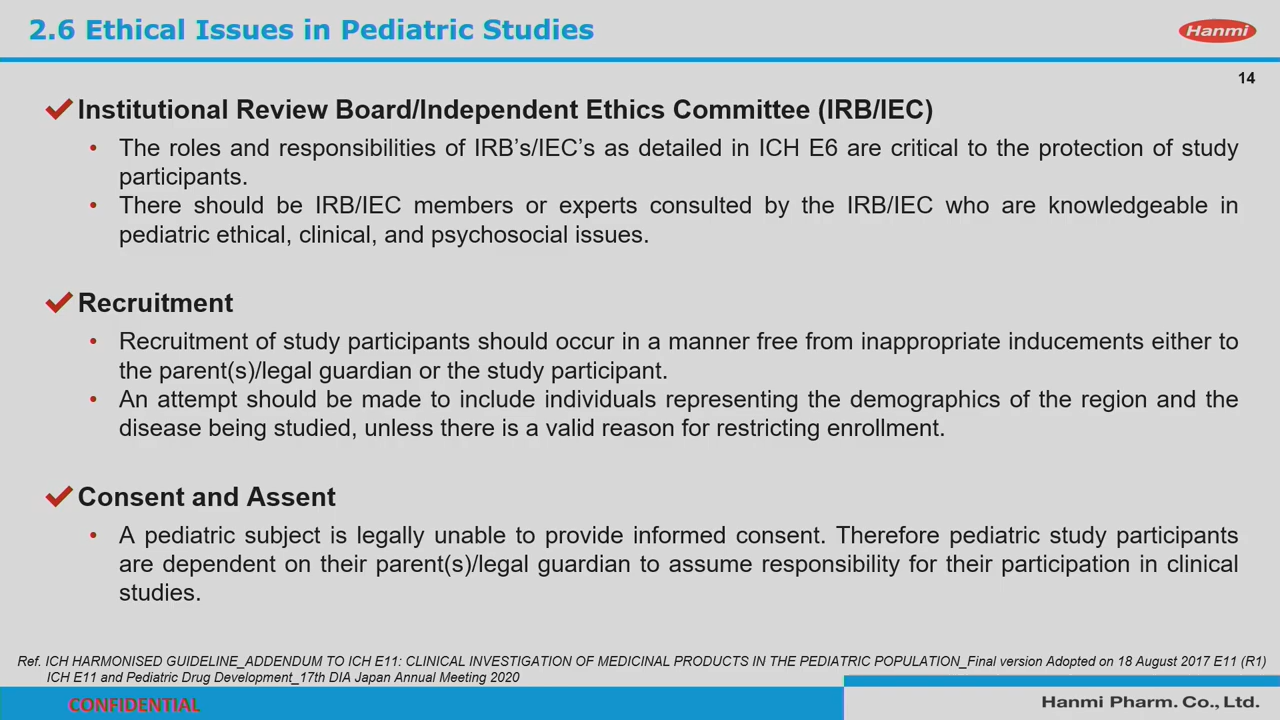 2.6 Ethical Issues in Pediatric Studies
Hanmi
14
Institutional Review Board/Independent Ethics Committee (IRB/IEC)
• The roles and responsibilities of IRB’s/IEC’s as detailed in ICH E6 are critical to the protection of study
participants.
• There should be IRB/IEC members or experts consulted by the IRB/IEC who are knowledgeable in
pediatric ethical, clinical, and psychosocial issues.
Recruitment
• Recruitment of study participants should occur in a manner free from inappropriate inducements either to
the parent(s)/legal guardian or the study participant.
• An attempt should be made to include individuals representing the demographics of the region and the
disease being studied, unless there is a valid reason for restricting enrollment.
Consent and Assent
• A pediatric subject is legally unable to provide informed consent. Therefore pediatric study participants
are dependent on their parent(s)/legal guardian to assume responsibility for their participation in clinical
studies.
Ref. ICH HARMONISED GUIDELINE_ADDENDUM TO ICH E11: CLINICAL INVESTIGATION OF MEDICINAL PRODUCTS IN THE PEDIATRIC POPULATION_Final version Adopted on 18 August 2017 E11 (R1)
ICH E11 and Pediatric Drug Development_17th DIA Japan Annual Meeting 2020
CONFIDENTIAL
Hanmi Pharm. Co., Ltd.